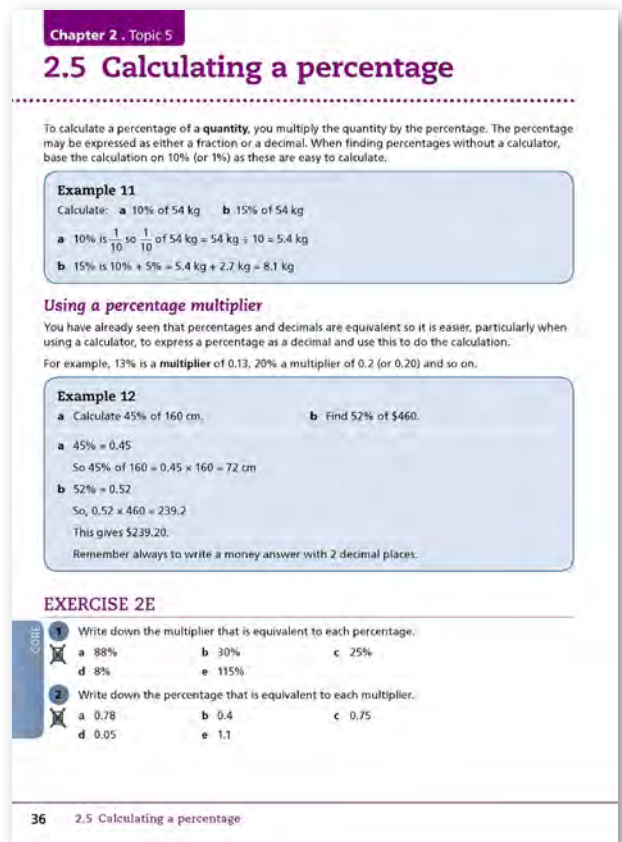 Chapter 2 . Topic 5
2.5 Calculating a percentage
To calculate a percentage of a quantity, you multiply the quantity by the percentage. The percentage
may be expressed as either a fraction or a decimal. When finding percentages without a calculator,
base the calculation on 10% (or 1%) as these are easy to calculate.
Example 11
Calculate: a 10% of 54 kg b 15% of 54 kg
a 10% is 1/10 so 1/10 of 54 kg = 54 kg ÷ 10 = 5.4 kg
b 15% is 10% + 5% = 5.4 kg + 2.7 kg = 8.1 kg
Using a percentage multiplier
You have already seen that percentages and decimals are equivalent so it is easier, particularly when
using a calculator, to express a percentage as a decimal and use this to do the calculation.
For example, 13% is a multiplier of 0.13, 20% a multiplier of 0.2 (or 0.20) and so on.
Example 12
a Calculate 45% of 160 cm. b Find 52% of $460.
a 45% = 0.45
So 45% of 160 = 0.45 × 160 = 72 cm
b 52% = 0.52
So, 0.52 × 460 = 239.2
This gives $239.20.
Remember always to write a money answer with 2 decimal places.
EXERCISE 2E
CORE
1 Write down the multiplier that is equivalent to each percentage.
a 88% b 30% c 25%
d 8% e 115%
2 Write down the percentage that is equivalent to each multiplier.
a 0.78 b 0.4 c 0.75
d 0.05 e 1.1
36 2.5 Calculating a percentage